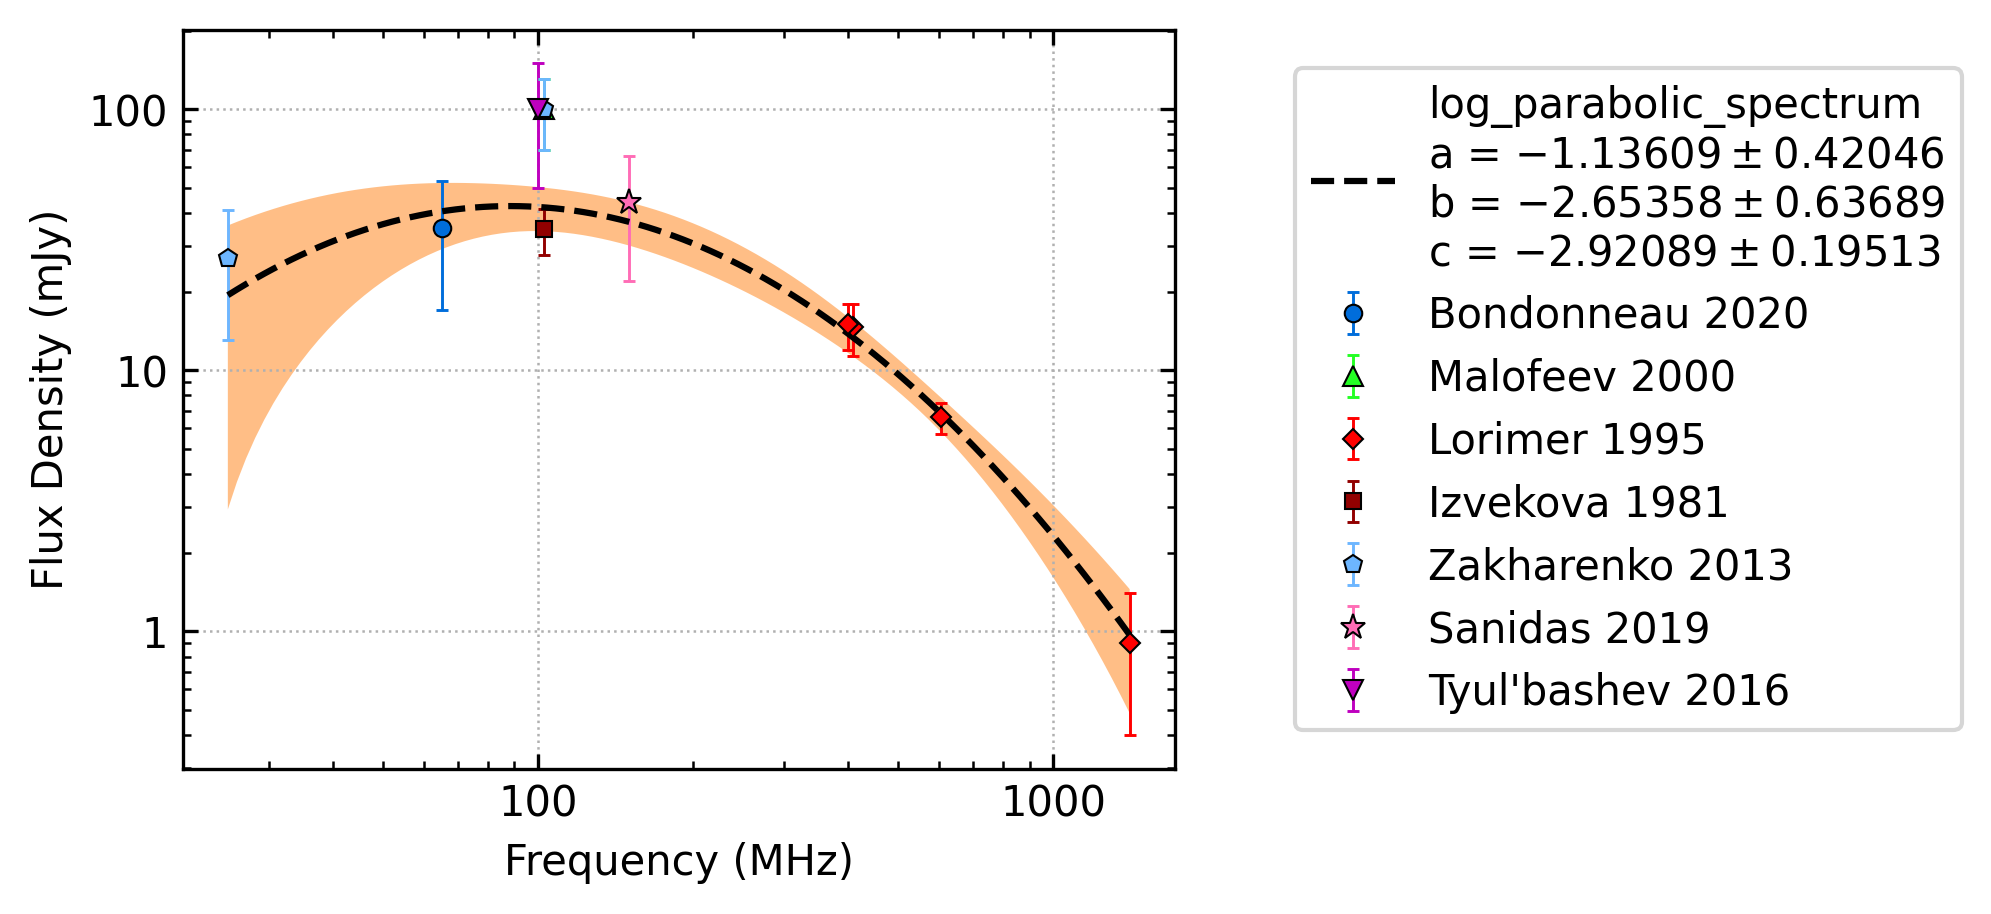 100
10
1
Flux Density (mJy)
100
1000
Frequency (MHz)
log_parabolic_spectrum
a = −1.13609 ± 0.42046
b = −2.65358 ± 0.63689
c = −2.92089 ± 0.19513
Bondonneau 2020
Malofeev 2000
Lorimer 1995
Izvekova 1981
Zakharenko 2013
Sanidas 2019
Tyul'bashev 2016